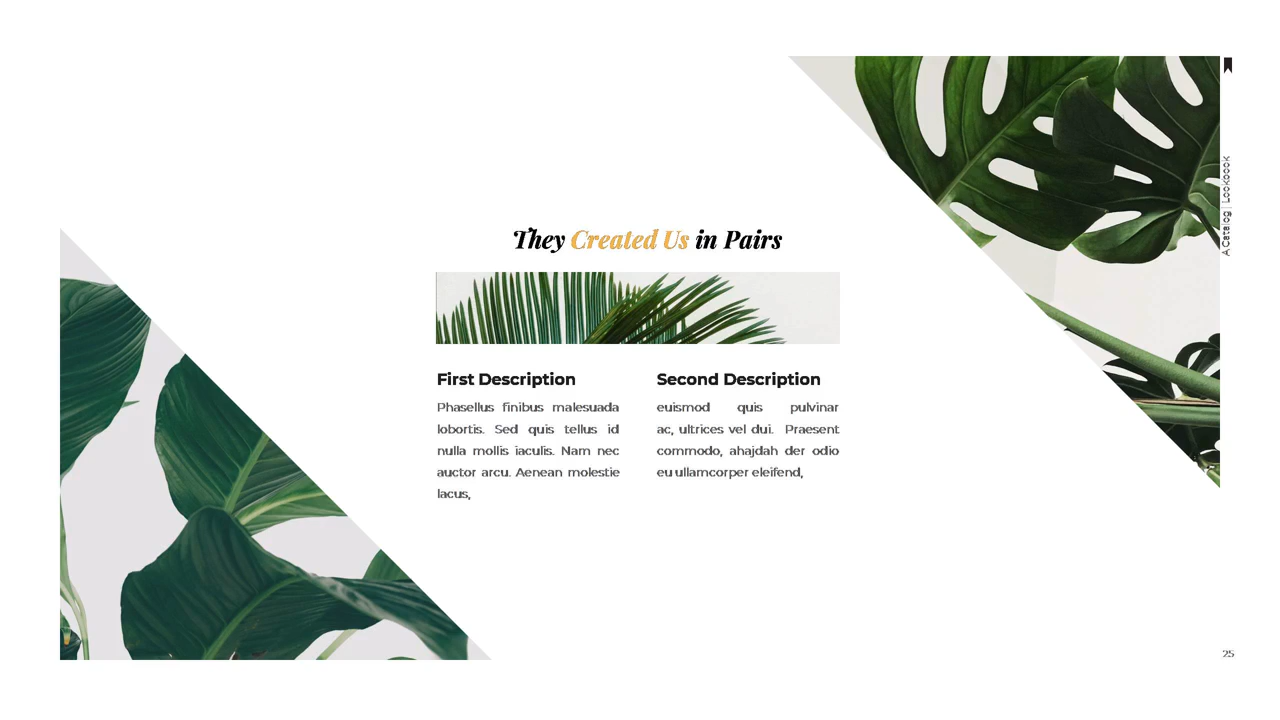 They Created Us in Pairs
First Description
Phasellus finibus malesuada
lobortis. Sed quis tellus id
nulla mollis iaculis. Nam nec
auctor arcu. Aenean molestie
lacus,
Second Description
euismod quis pulvinar
ac, ultrices vel dui. Praesent
commodo, ahajdah der odio
eu ullamcorper eleifend,
A Catalog | Lookoook
25